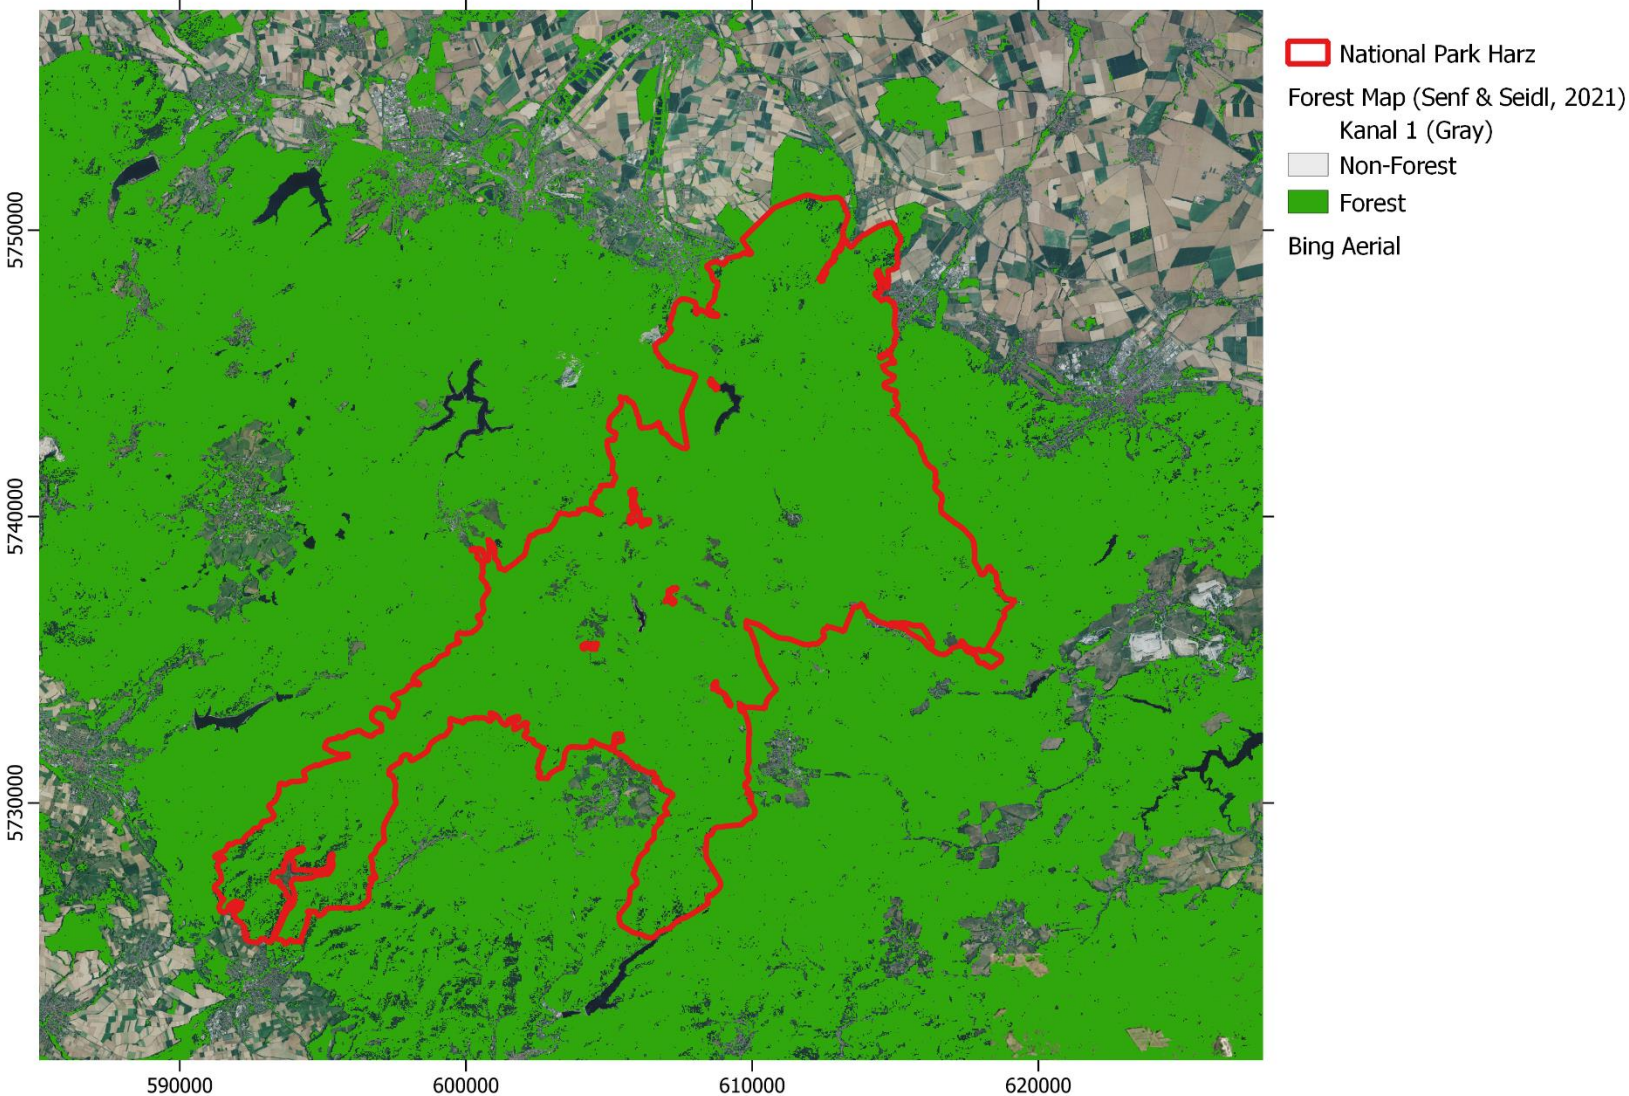 National Park Harz
Forest Map (Senf & Seidl, 2021)
Kanal 1 (Gray)
Non-Forest
Forest
Bing Aerial
5750000
5740000
5730000
590000
600000
610000
620000